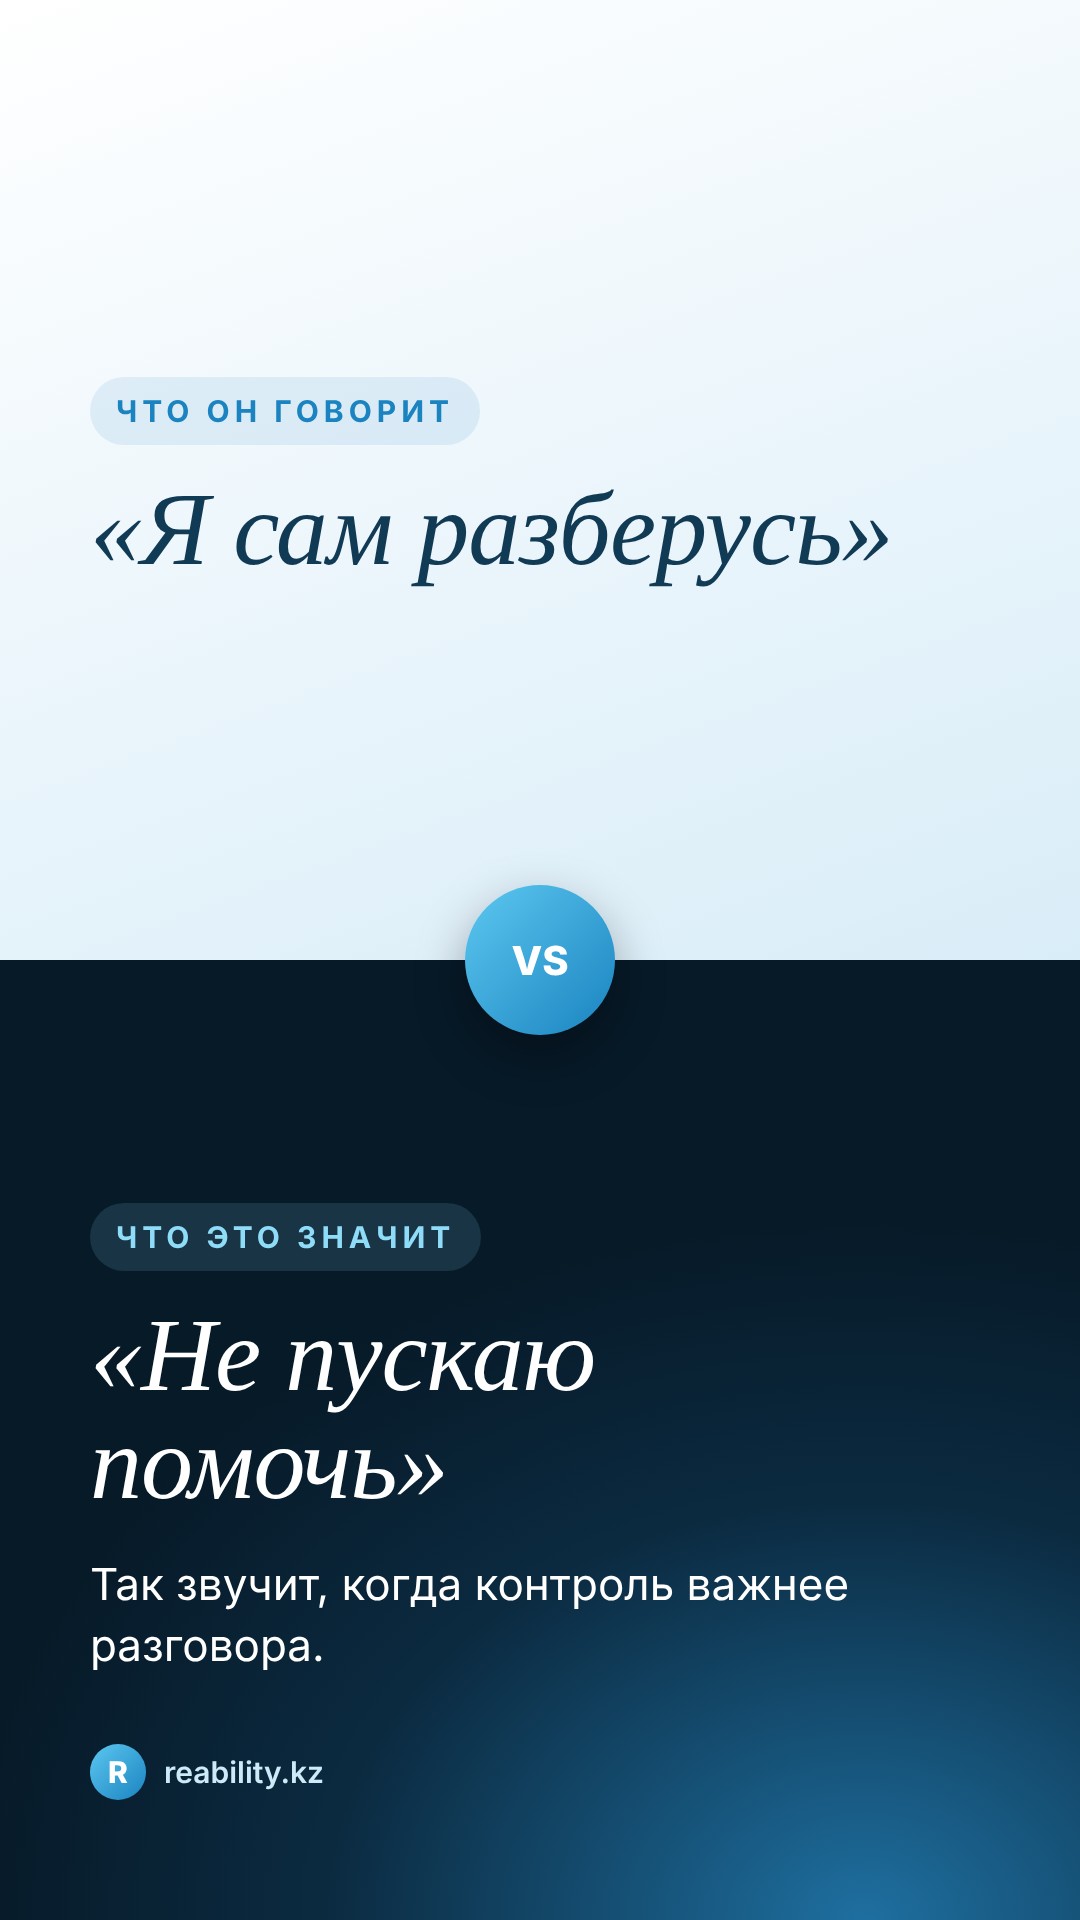 ЧТО ОН ГОВОРИТ
«Я сам разберусь»
VS
ЧТО ЭТО ЗНАЧИТ
«Не пускаю
помочь»
Так звучит, когда контроль важнее
разговора.
R reability.kz